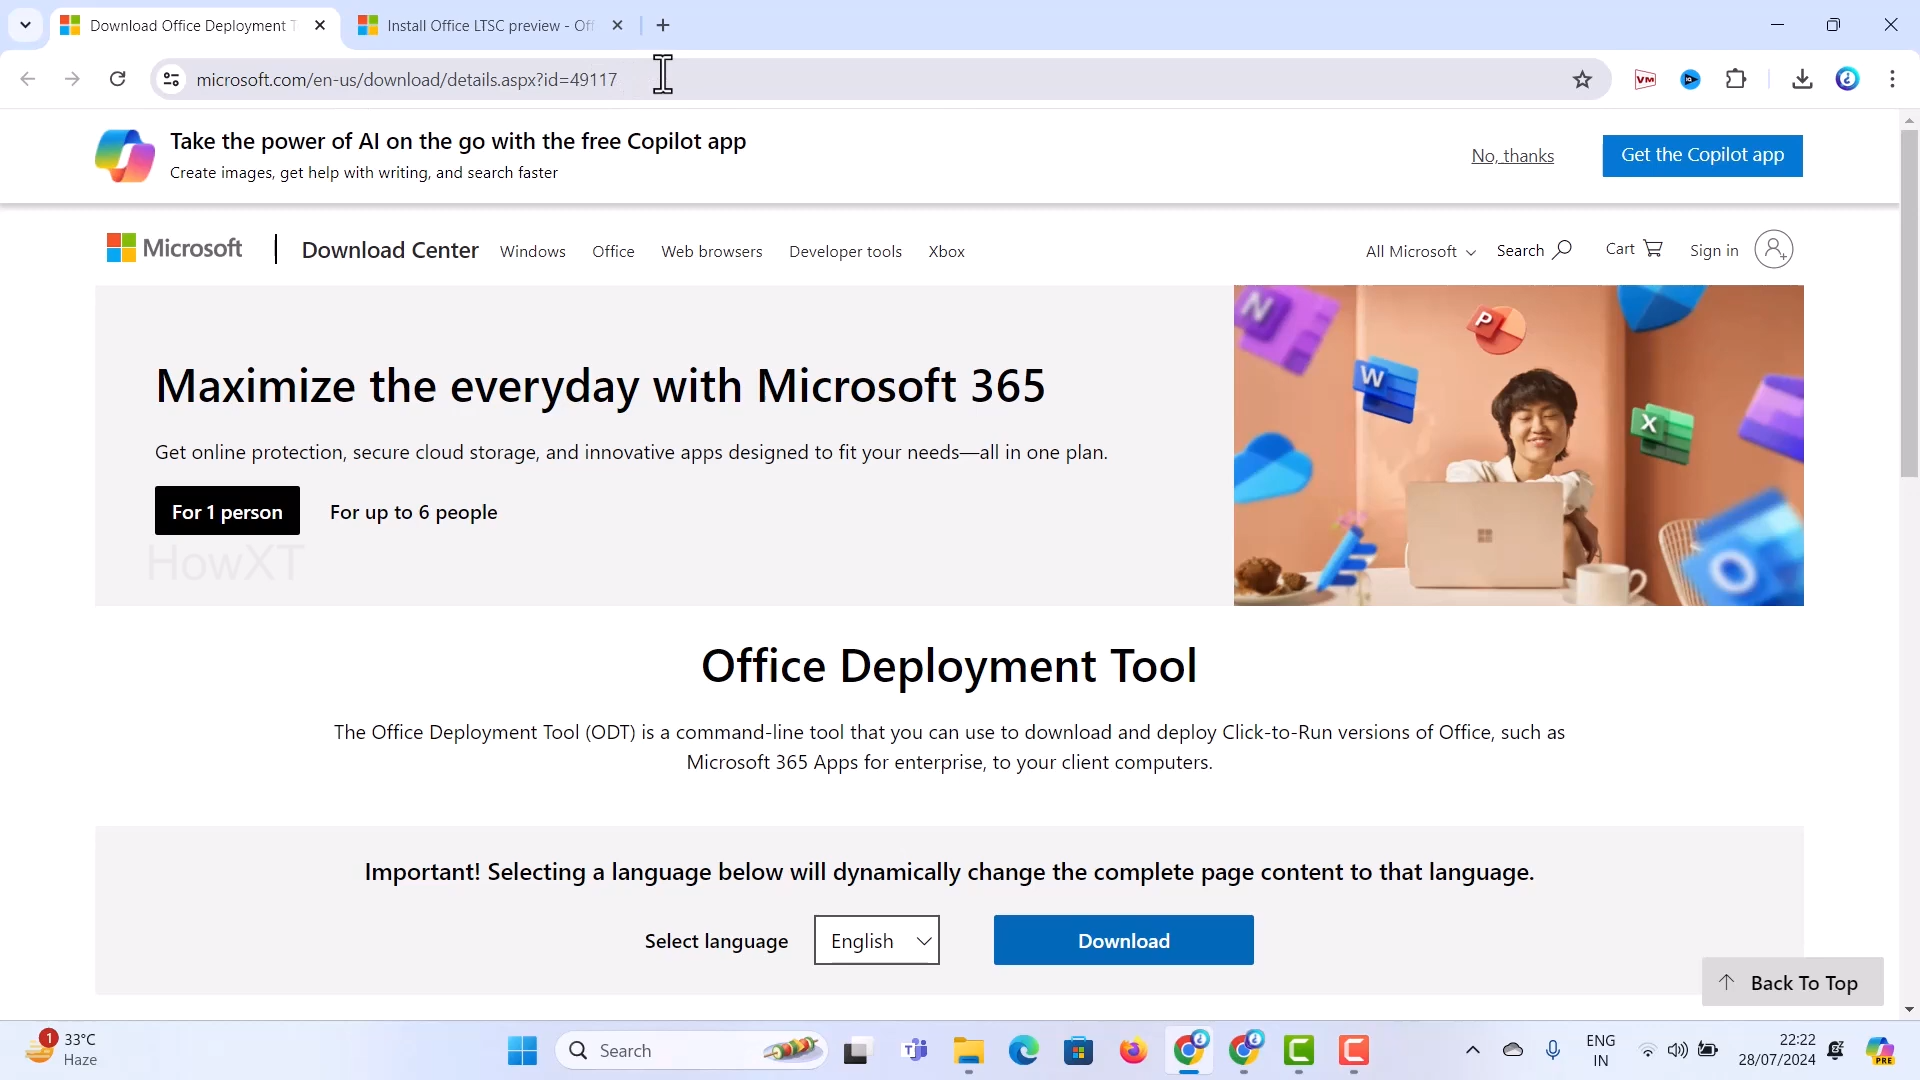 Download Office Deployment T
Install Office LTSC preview - Off
microsoft.com/en-us/download/details.aspx?id=49117
VM
Take the power of AI on the go with the free Copilot app
Create images, get help with writing, and search faster
No, thanks
Get the Copilot app
Microsoft
Download Center
Windows
Office
Web browsers
Developer tools
Xbox
All Microsoft
Search
Cart
Sign in
Maximize the everyday with Microsoft 365
Get online protection, secure cloud storage, and innovative apps designed to fit your needs—all in one plan.
For 1 person
For up to 6 people
HowXT
N
P
W
X
O
Office Deployment Tool
The Office Deployment Tool (ODT) is a command-line tool that you can use to download and deploy Click-to-Run versions of Office, such as
Microsoft 365 Apps for enterprise, to your client computers.
Important! Selecting a language below will dynamically change the complete page content to that language.
Select language
English
Download
Back To Top
1
33°C
Haze
Search
ENG
IN
22:22
28/07/2024
PRE